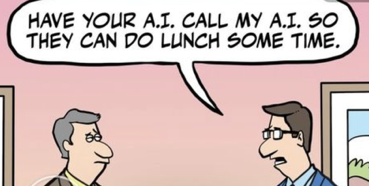 HAVE YOUR A.I. CALL MY A.I. SO
THEY CAN DO LUNCH SOME TIME.